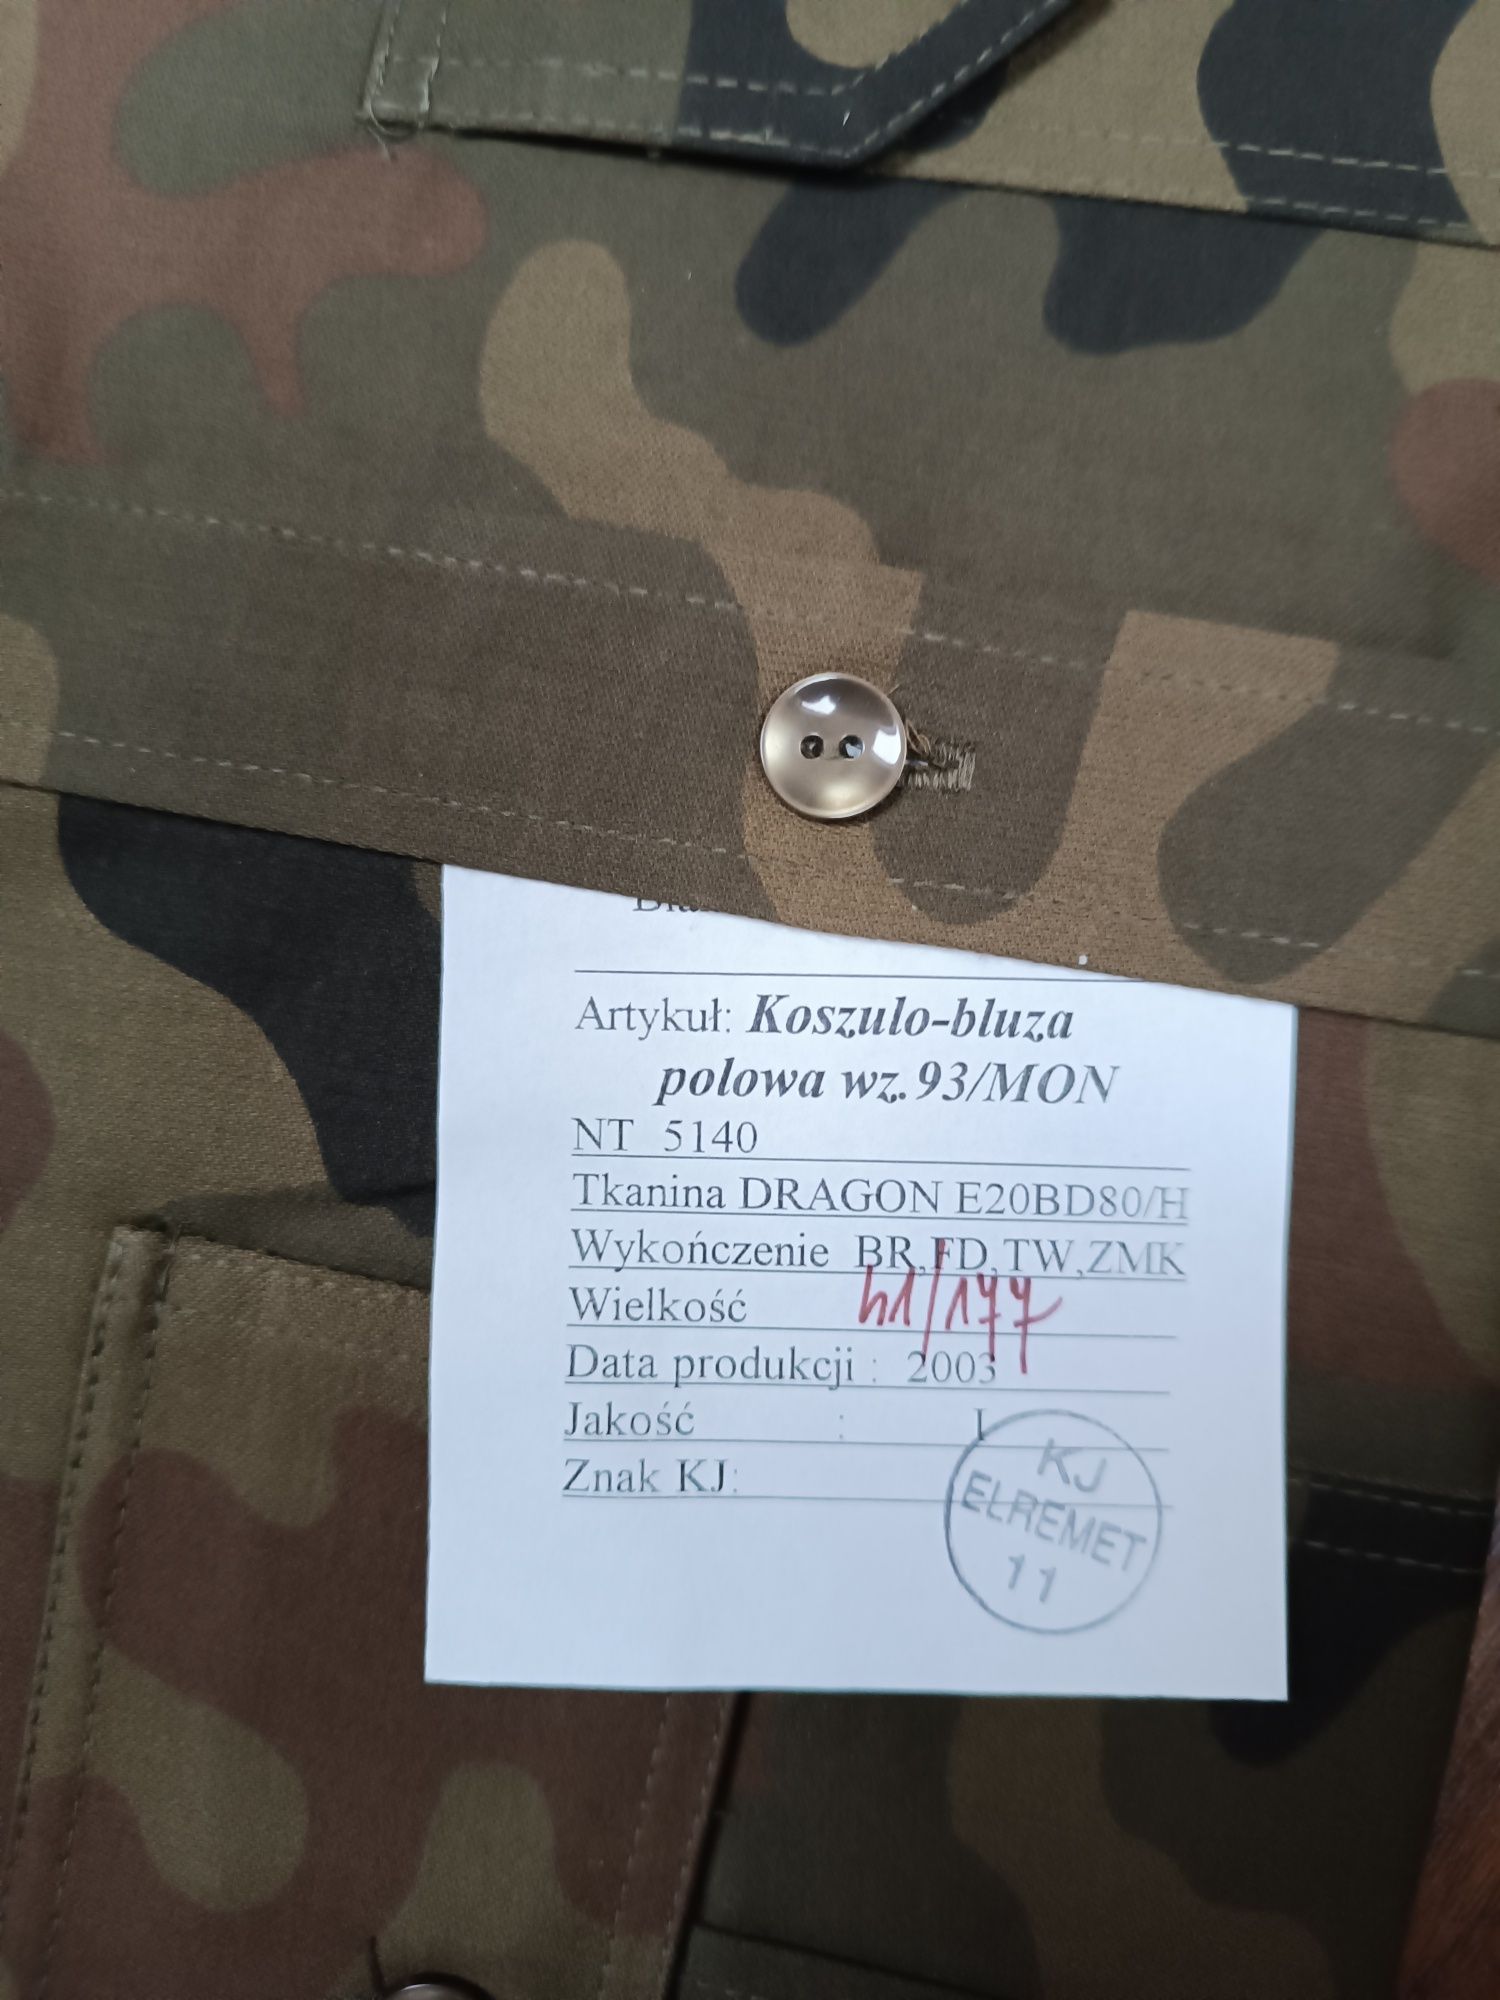 Artykuł: Koszulo-bluza
polowa wz.93/MON
NT 5140
Tkanina DRAGON E20BD80/H
Wykończenie BR,FD,TW,ZMK
Wielkość 41/177
Data produkcji : 2003
Jakość : I
Znak KJ:
KJ
ELREMET
11